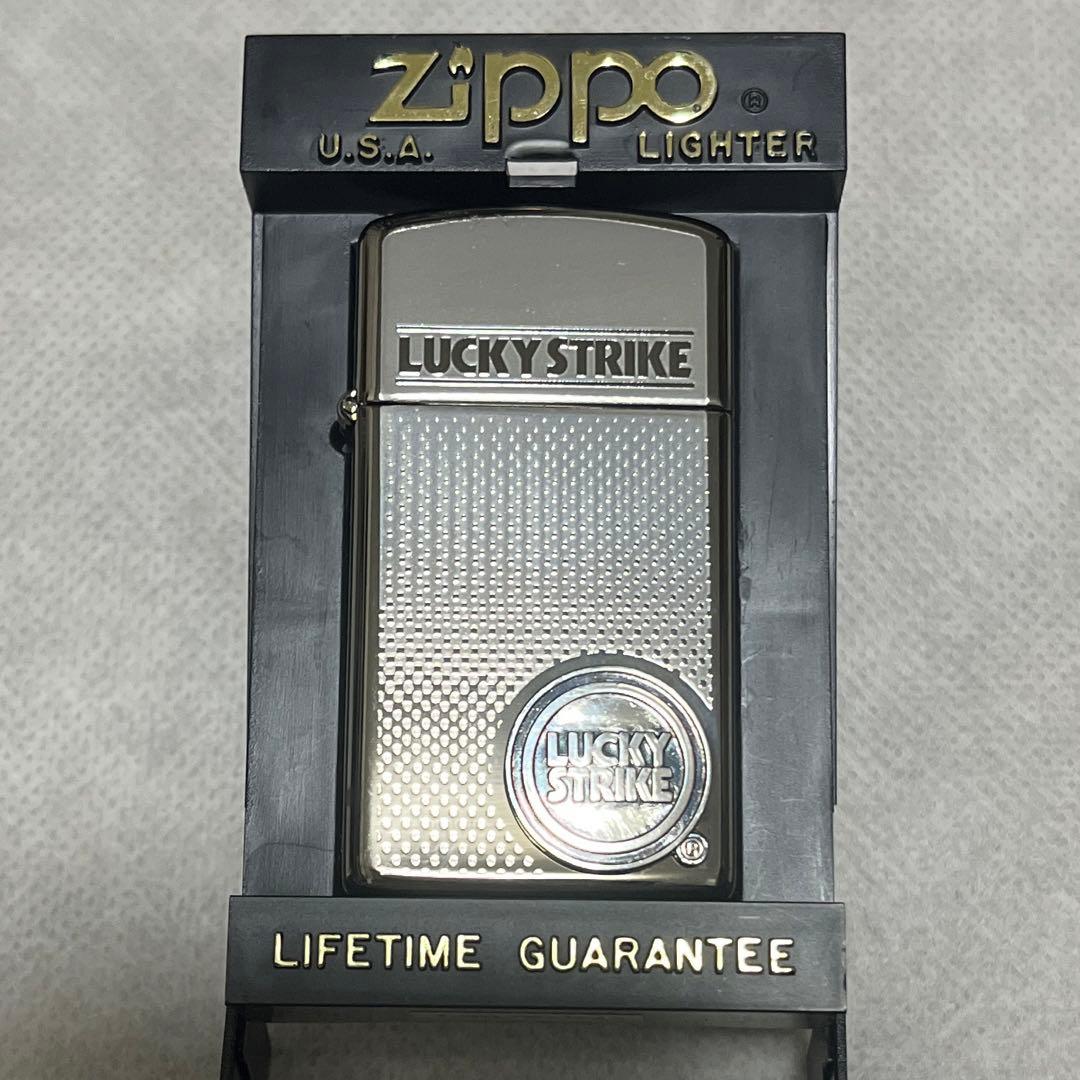 Zippo ®
U.S.A. LIGHTER
LUCKY STRIKE
LUCKY
STRIKE
®
LIFETIME GUARANTEE